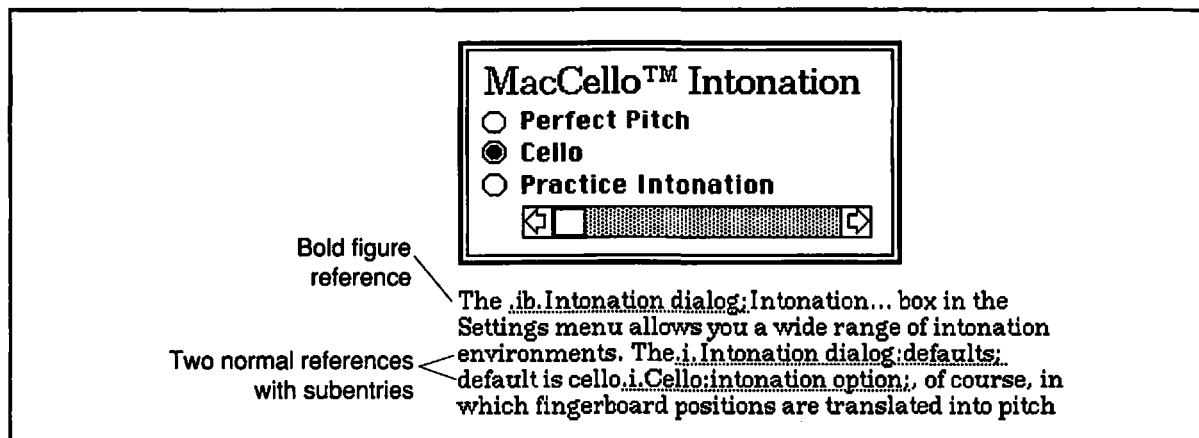 MacCello™ Intonation
Perfect Pitch
Cello
Practice Intonation
Bold figure
reference
The .ib.Intonation dialog;Intonation... box in the
Settings menu allows you a wide range of intonation
environments. The.i.Intonation dialog:defaults;
Two normal references
with subentries
default is cello.i.Cello:intonation option;, of course, in
which fingerboard positions are translated into pitch